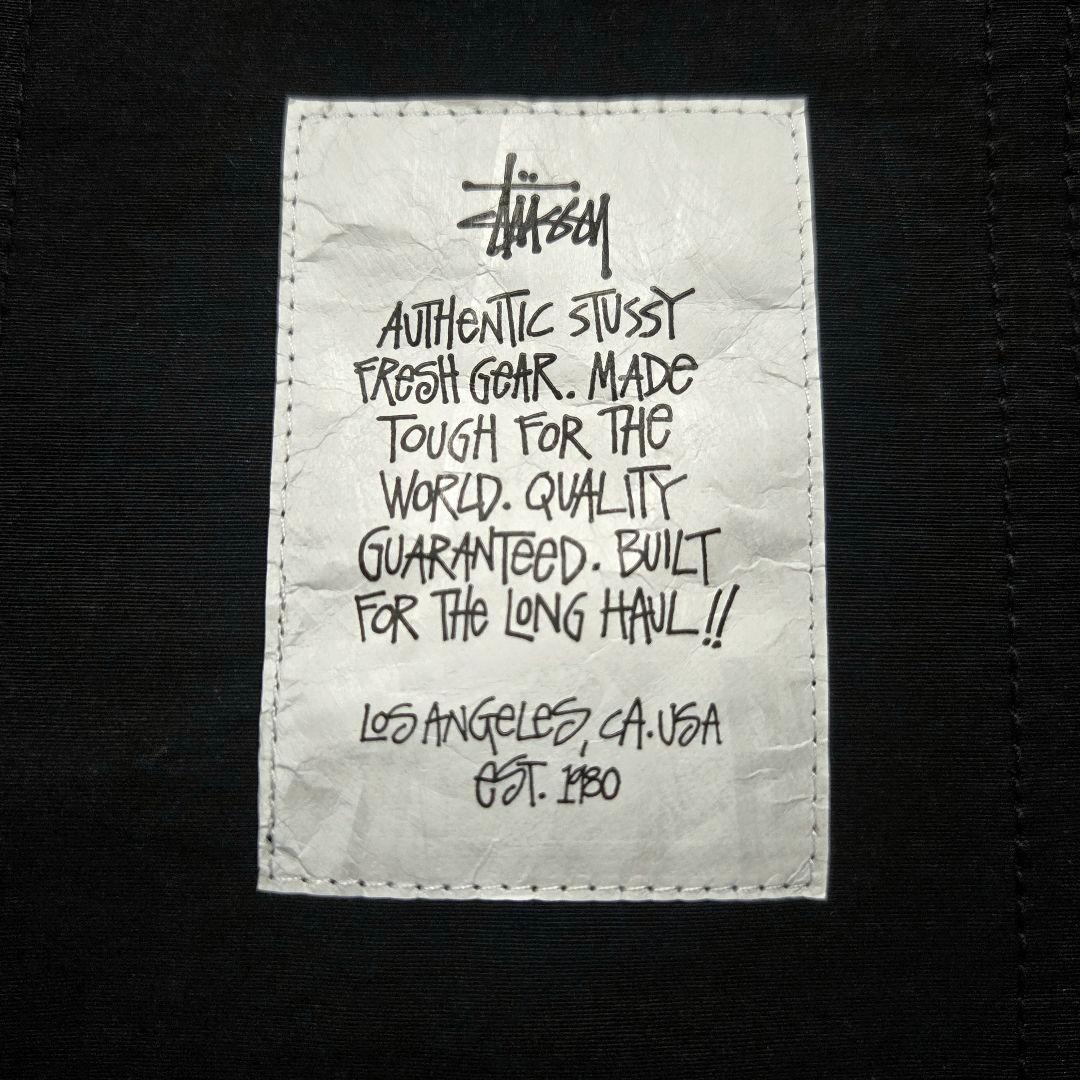 Stüssy
AUTHENTIC STUSSY
FRESH GEAR. MADE
TOUGH FOR THE
WORLD. QUALITY
GUARANTEED. BUILT
FOR THE LONG HAUL!!
LOS ANGELES, CA. USA
EST. 1980